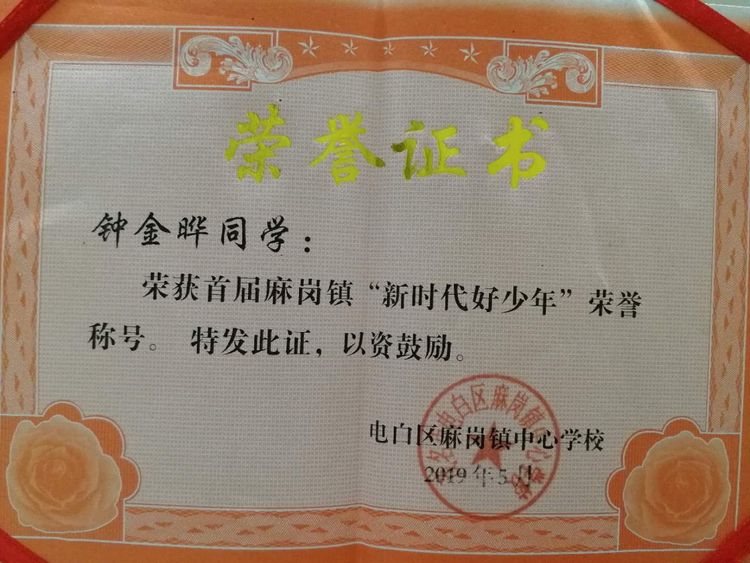 荣誉证书
钟金晔同学：
荣获首届麻岗镇“新时代好少年”荣誉
称号。特发此证，以资鼓励。
电白区麻岗镇中心学校
2019年5月